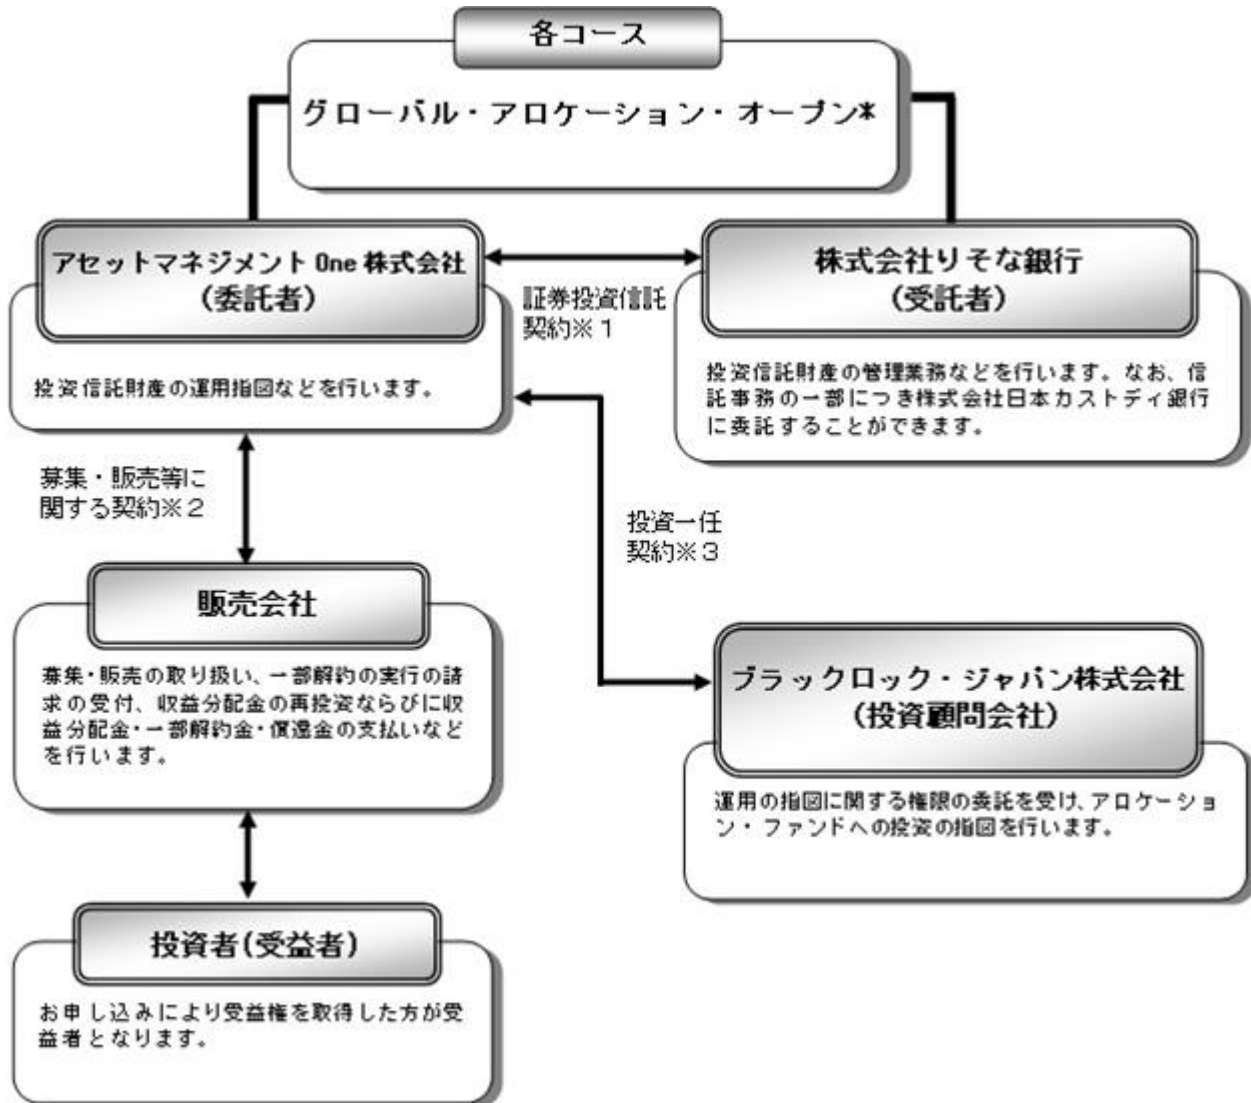 各コース
グローバル・アロケーション・オープン*
アセットマネジメント One 株式会社
(委託者)
投資信託財産の運用指図などを行います。
証券投資信託
契約※１
株式会社りそな銀行
(受託者)
投資信託財産の管理業務などを行います。なお、信
託事務の一部につき株式会社日本カストディ銀行
に委託することができます。
募集・販売等に
関する契約※２
投資一任
契約※３
販売会社
募集・販売の取り扱い、一部解約の実行の請
求の受付、収益分配金の再投資ならびに収
益分配金・一部解約金・償還金の支払いなど
を行います。
ブラックロック・ジャパン株式会社
(投資顧問会社)
運用の指図に関する権限の委託を受け、アロケーショ
ン・ファンドへの投資の指図を行います。
投資者(受益者)
お申し込みにより受益権を取得した方が受
益者となります。